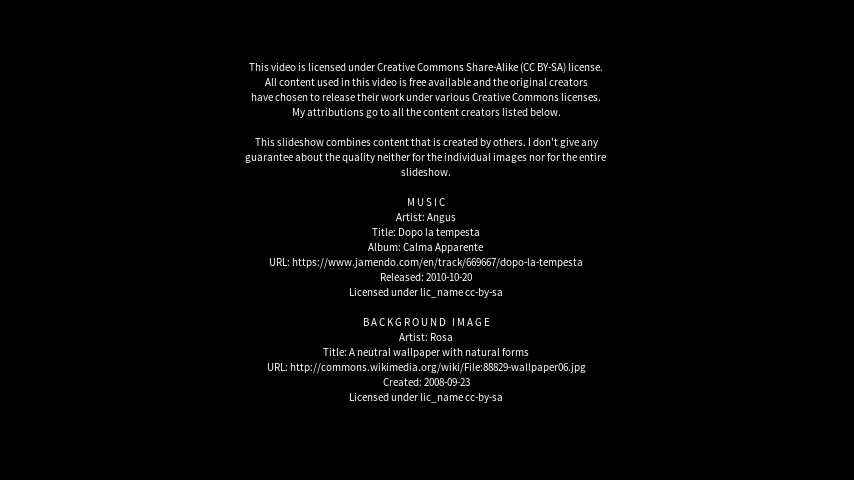 This video is licensed under Creative Commons Share-Alike (CC BY-SA) license.
All content used in this video is free available and the original creators
have chosen to release their work under various Creative Commons licenses.
My attributions go to all the content creators listed below.
This slideshow combines content that is created by others. I don't give any
guarantee about the quality neither for the individual images nor for the entire
slideshow.
MUSIC
Artist: Angus
Title: Dopo la tempesta
Album: Calma Apparente
URL: https://www.jamendo.com/en/track/669667/dopo-la-tempesta
Released: 2010-10-20
Licensed under lic_name cc-by-sa
BACKGROUND IMAGE
Artist: Rosa
Title: A neutral wallpaper with natural forms
URL: http://commons.wikimedia.org/wiki/File:88829-wallpaper06.jpg
Created: 2008-09-23
Licensed under lic_name cc-by-sa